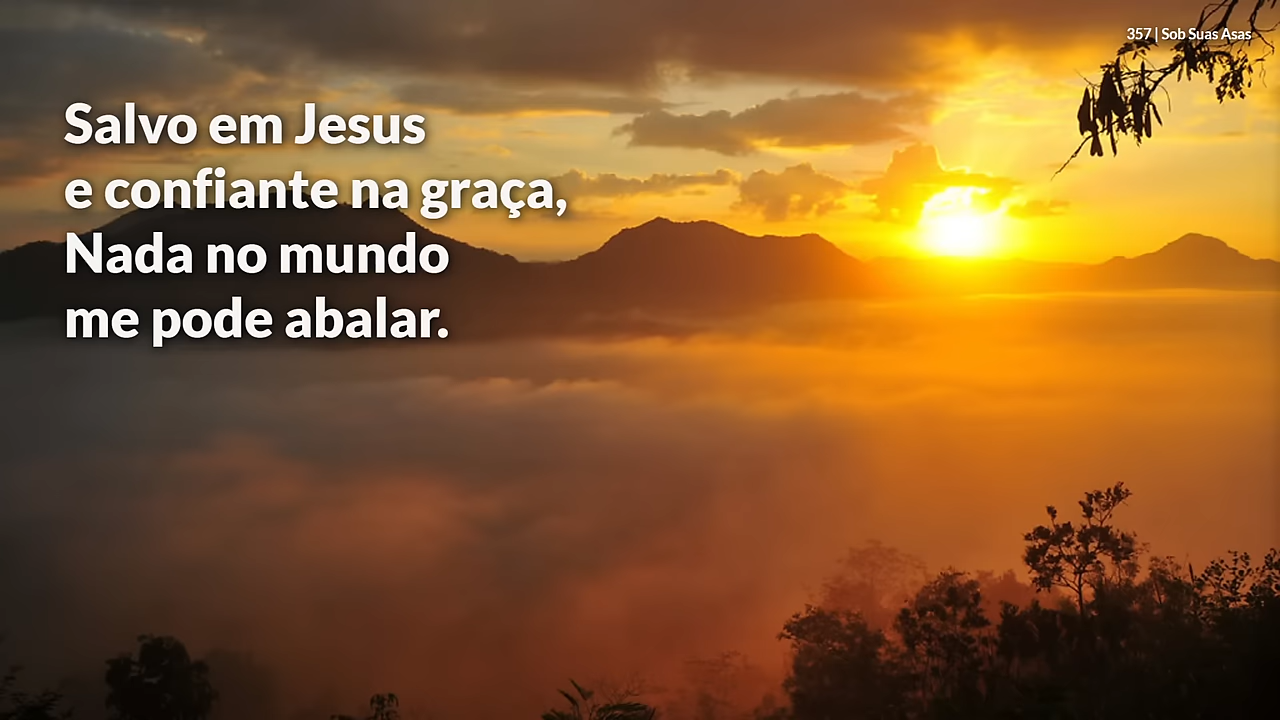 357 | Sob Suas Asas
Salvo em Jesus
e confiante na graça,
Nada no mundo
me pode abalar.